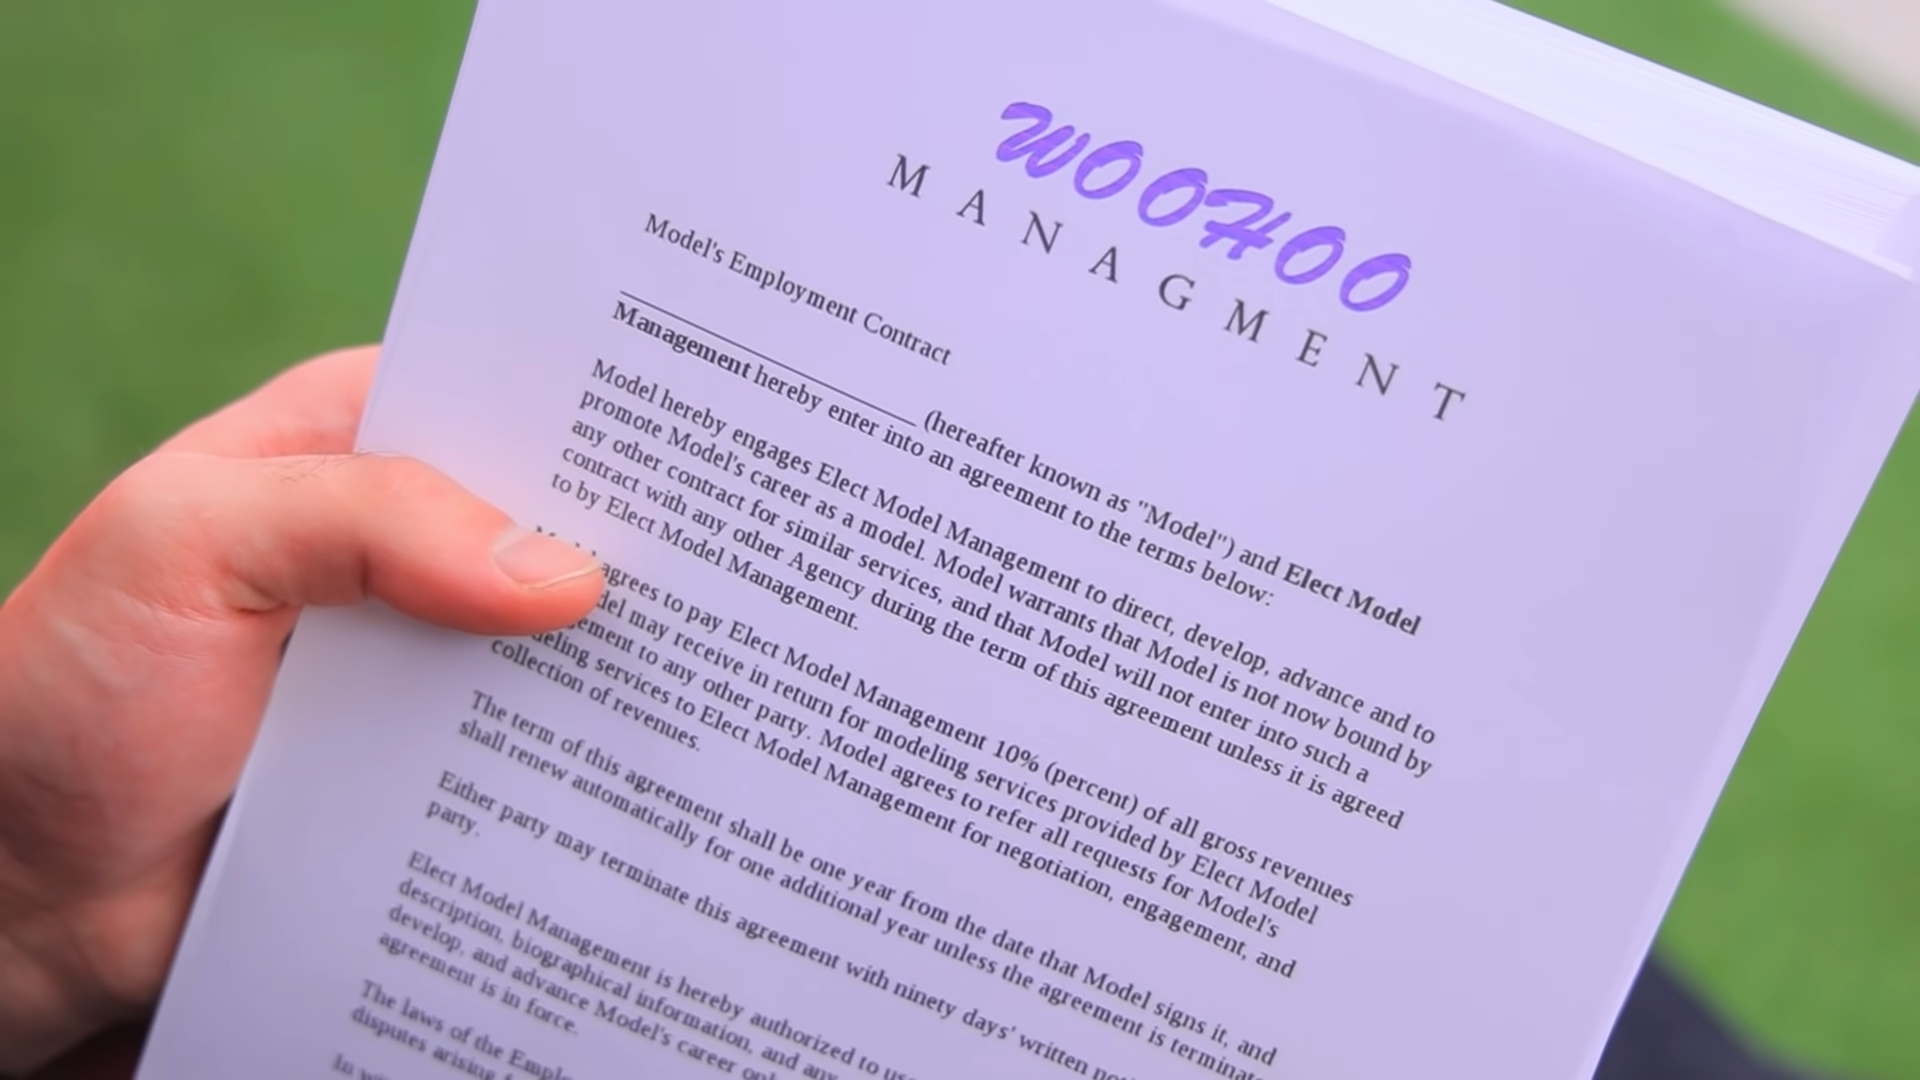 WOOHOO
MANAGMENT
Model's Employment Contract
(hereafter known as "Model") and Elect Model
Management hereby enter into an agreement to the terms below:
Model hereby engages Elect Model Management to direct, develop, advance and to
promote Model's career as a model. Model warrants that Model is not now bound by
any other contract for similar services, and that Model will not enter into such a
contract with any other Agency during the term of this agreement unless it is agreed
to by Elect Model Management.
agrees to pay Elect Model Management 10% (percent) of all gross revenues
may receive in return for modeling services provided by Elect Model
to any other party. Model agrees to refer all requests for Model's
services to Elect Model Management for negotiation, engagement, and
collection of revenues.
The term of this agreement shall be one year from the date that Model signs it, and
shall renew automatically for one additional year unless the agreement is
Either party may terminate this agreement with ninety days' written
party.
Elect Model Management is hereby authorized to
description, biographical information, and any
develop, and advance Model's career
agreement is in force.
The laws of the
disputes arising
In